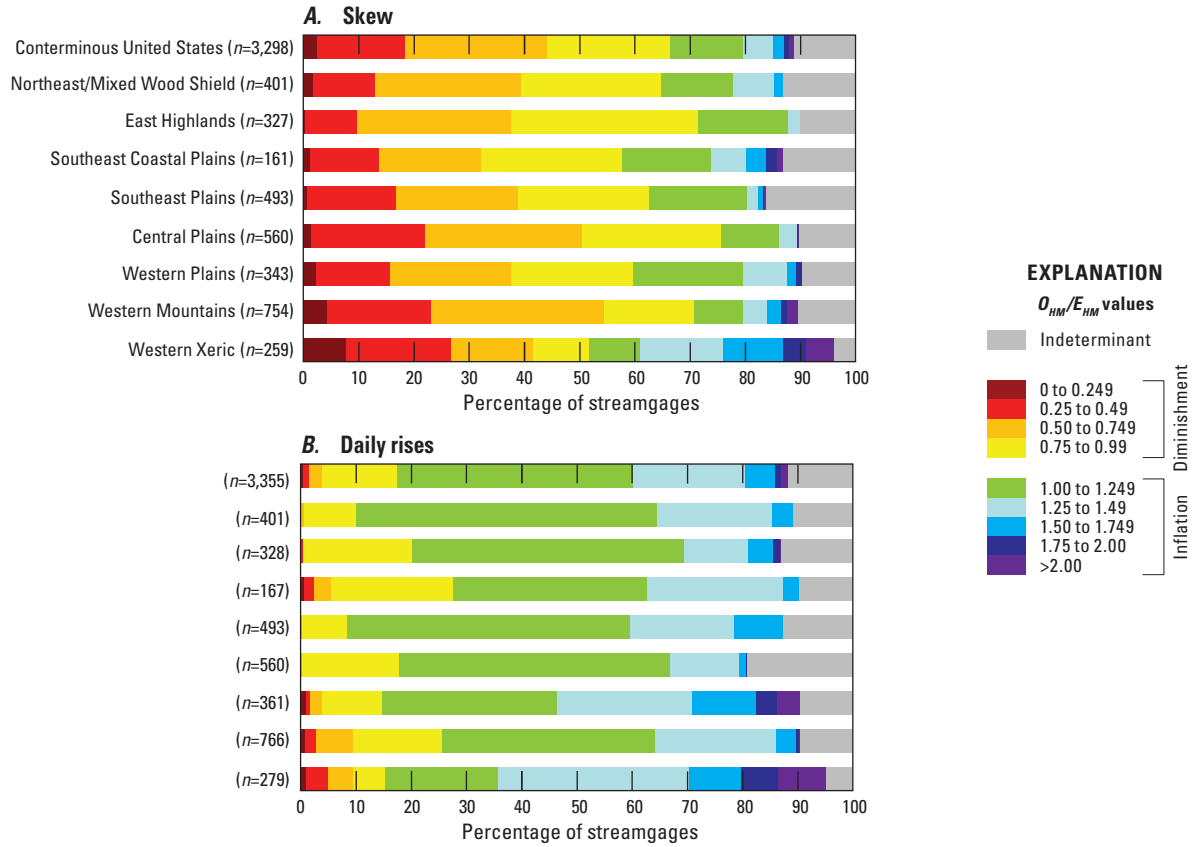 A. Skew
Conterminous United States (n=3,298)
Northeast/Mixed Wood Shield (n=401)
East Highlands (n=327)
Southeast Coastal Plains (n=161)
Southeast Plains (n=493)
Central Plains (n=560)
Western Plains (n=343)
Western Mountains (n=754)
Western Xeric (n=259)
0 10 20 30 40 50 60 70 80 90 100
Percentage of streamgages
B. Daily rises
(n=3,355)
(n=401)
(n=328)
(n=167)
(n=493)
(n=560)
(n=361)
(n=766)
(n=279)
0 10 20 30 40 50 60 70 80 90 100
Percentage of streamgages
EXPLANATION
O_HM/E_HM values
Indeterminant
0 to 0.249
0.25 to 0.49
0.50 to 0.749
0.75 to 0.99
Diminishment
1.00 to 1.249
1.25 to 1.49
1.50 to 1.749
1.75 to 2.00
>2.00
Inflation